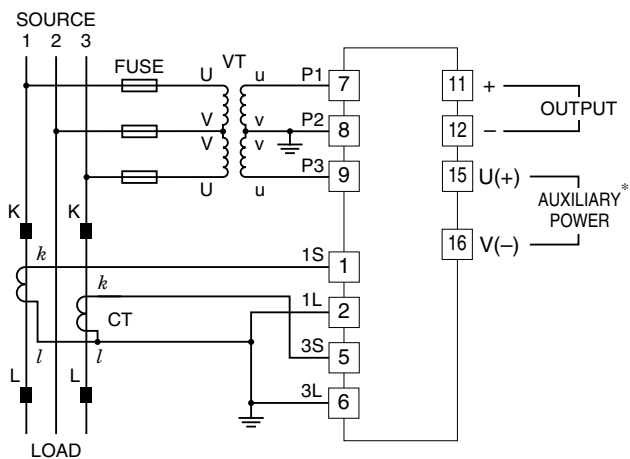 SOURCE
1 2 3
FUSE
VT
U u P1 7
V v P2 8
V v
U u P3 9
11 +
OUTPUT
12 −
15 U(+)
AUXILIARY*
POWER
16 V(−)
K K
k 1S 1
k
1L 2
CT
l l
3S 5
L L
3L 6
LOAD